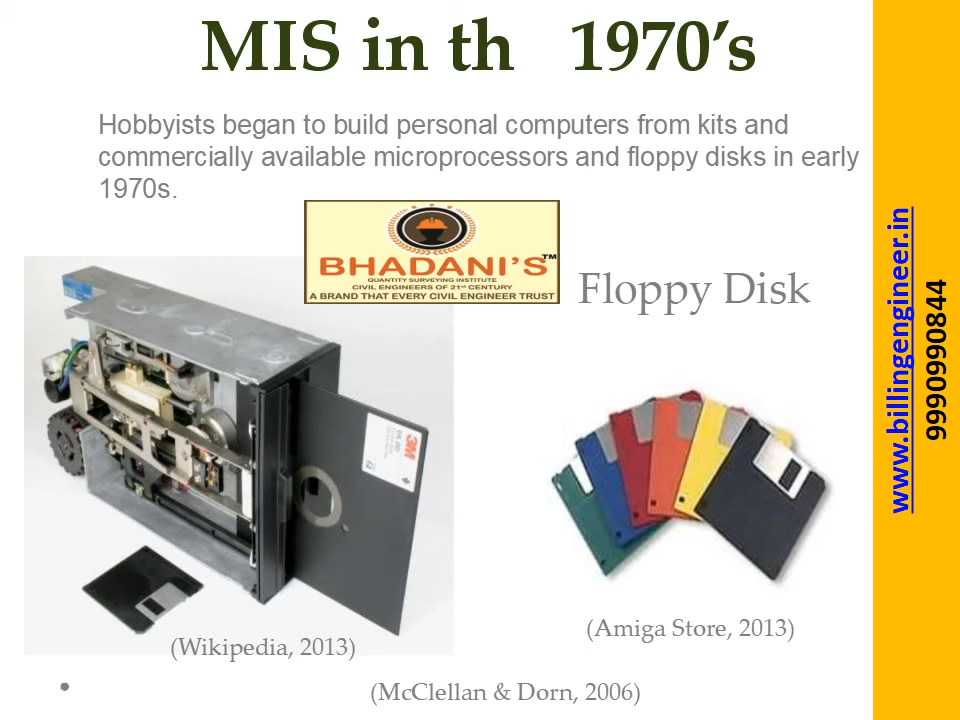 MIS in th 1970’s
Hobbyists began to build personal computers from kits and
commercially available microprocessors and floppy disks in early
1970s.
BHADANI'S™
QUANTITY SURVEYING INSTITUTE
CIVIL ENGINEERS OF 21st CENTURY
A BRAND THAT EVERY CIVIL ENGINEER TRUST
Floppy Disk
3M
(Wikipedia, 2013)
(Amiga Store, 2013)
• (McClellan & Dorn, 2006)
www.billingengineer.in
9990990844